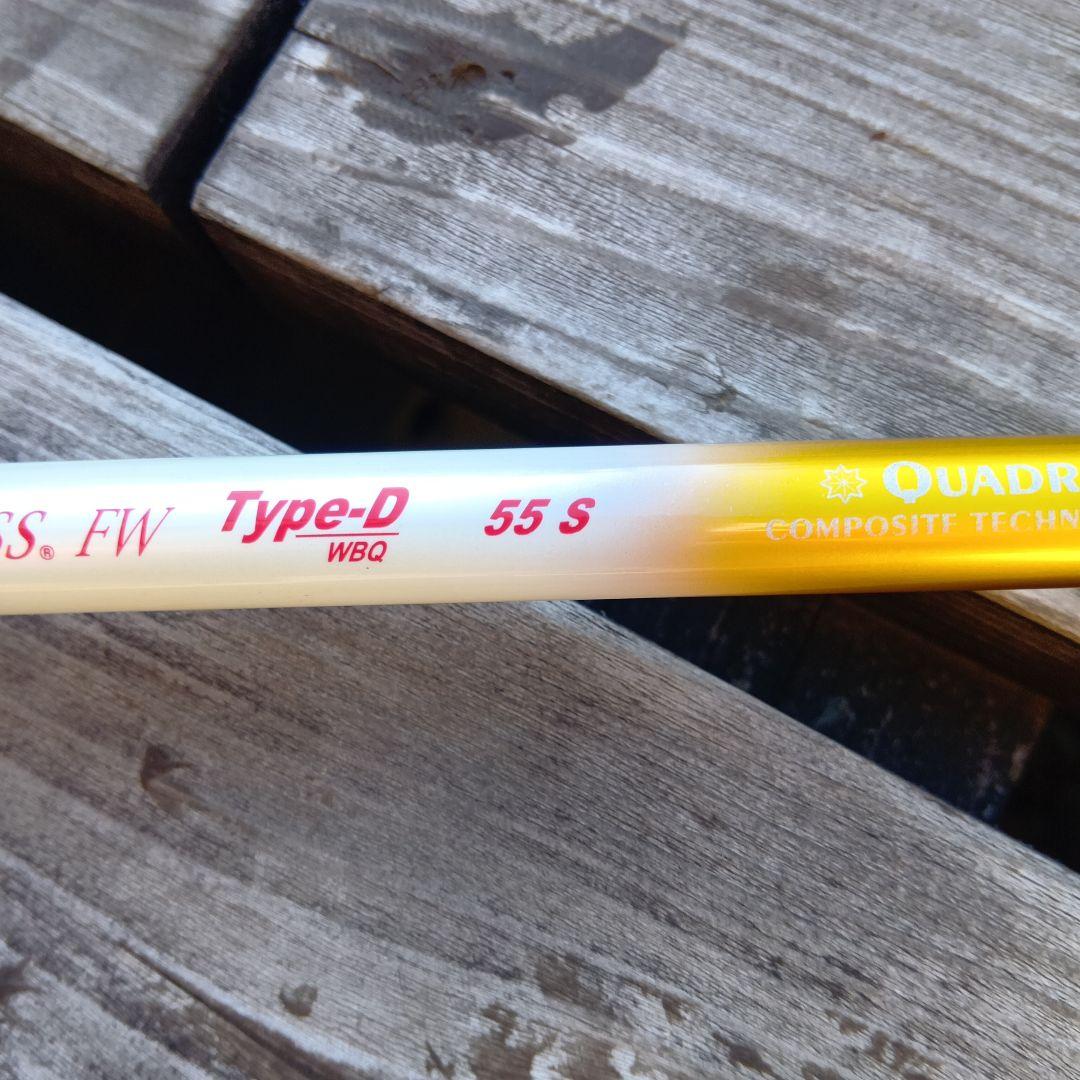 SS® FW Type-D 55 S
WBQ
QUADR
COMPOSITE TECHN